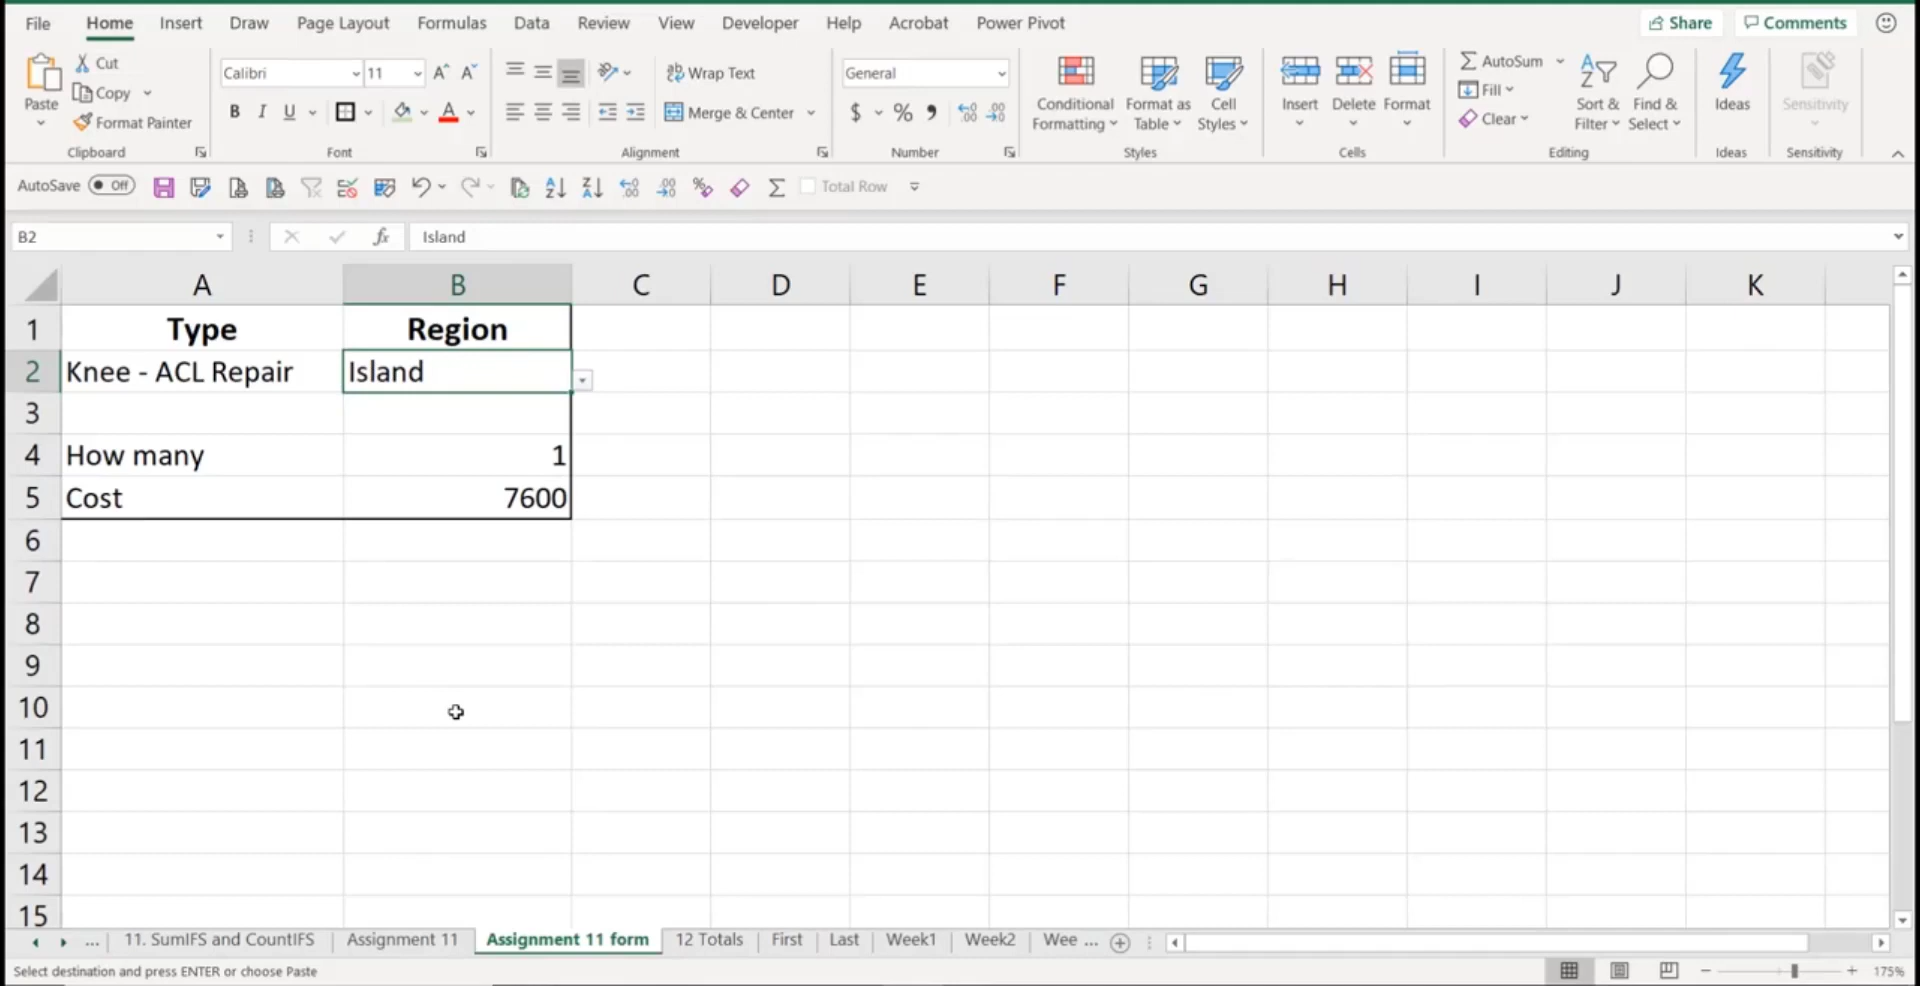 File Home Insert Draw Page Layout Formulas Data Review View Developer Help Acrobat Power Pivot Share Comments
Cut
Copy
Format Painter
Paste
Clipboard
Calibri 11 A^ Aˇ
B I U A
Font
Wrap Text
Merge & Center
Alignment
General
$ % ,
Number
Conditional Formatting
Format as Table
Cell Styles
Styles
Insert Delete Format
Cells
AutoSum
Fill
Clear
Sort & Filter
Find & Select
Editing
Ideas
Ideas
Sensitivity
Sensitivity
AutoSave Off Total Row
B2 fx Island
A B C D E F G H I J K
1 Type Region
2 Knee - ACL Repair Island
3
4 How many 1
5 Cost 7600
6
7
8
9
10
11
12
13
14
15
... 11. SumIFS and CountIFS Assignment 11 Assignment 11 form 12 Totals First Last Week1 Week2 Wee ...
Select destination and press ENTER or choose Paste 175%